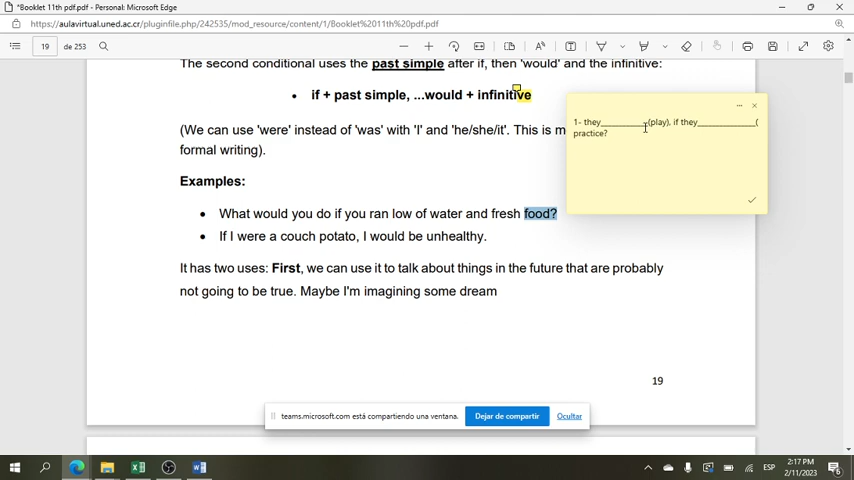 *Booklet 11th pdf.pdf - Personal: Microsoft Edge
https://aulavirtual.uned.ac.cr/pluginfile.php/242535/mod_resource/content/1/Booklet%2011th%20pdf.pdf
19 de 253
The second conditional uses the past simple after if, then 'would' and the infinitive:
• if + past simple, ...would + infinitive
(We can use 'were' instead of 'was' with 'I' and 'he/she/it'. This is m
formal writing).
1- they__________(play), if they______________(
practice?
Examples:
• What would you do if you ran low of water and fresh food?
• If I were a couch potato, I would be unhealthy.
It has two uses: First, we can use it to talk about things in the future that are probably
not going to be true. Maybe I'm imagining some dream
19
teams.microsoft.com está compartiendo una ventana. Dejar de compartir Ocultar
ESP
2:17 PM
2/11/2023